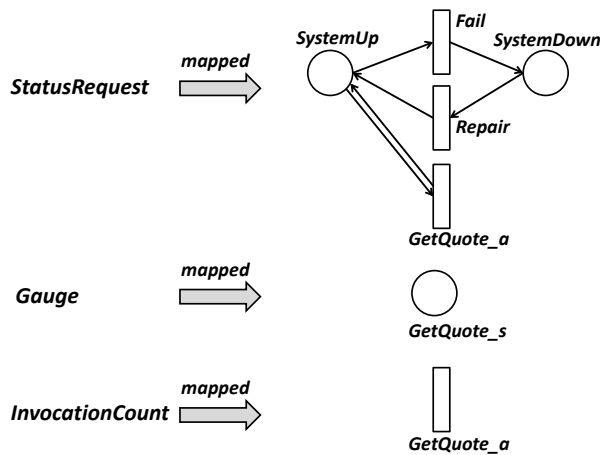 Fail
SystemUp
SystemDown
mapped
StatusRequest
Repair
GetQuote_a
mapped
Gauge
GetQuote_s
mapped
InvocationCount
GetQuote_a